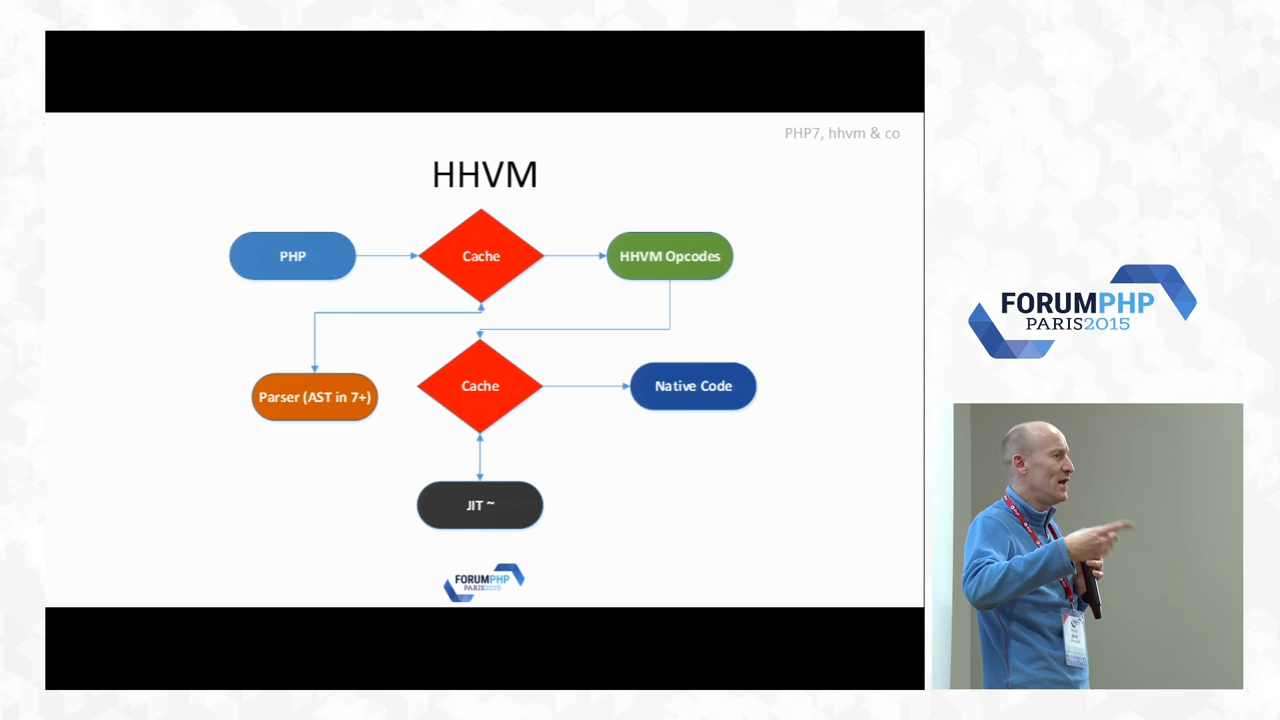 PHP7, hhvm & co
HHVM
PHP
Cache
HHVM Opcodes
Parser (AST in 7+)
Cache
Native Code
JIT ~
FORUMPHP
PARIS2015
FORUMPHP
PARIS2015